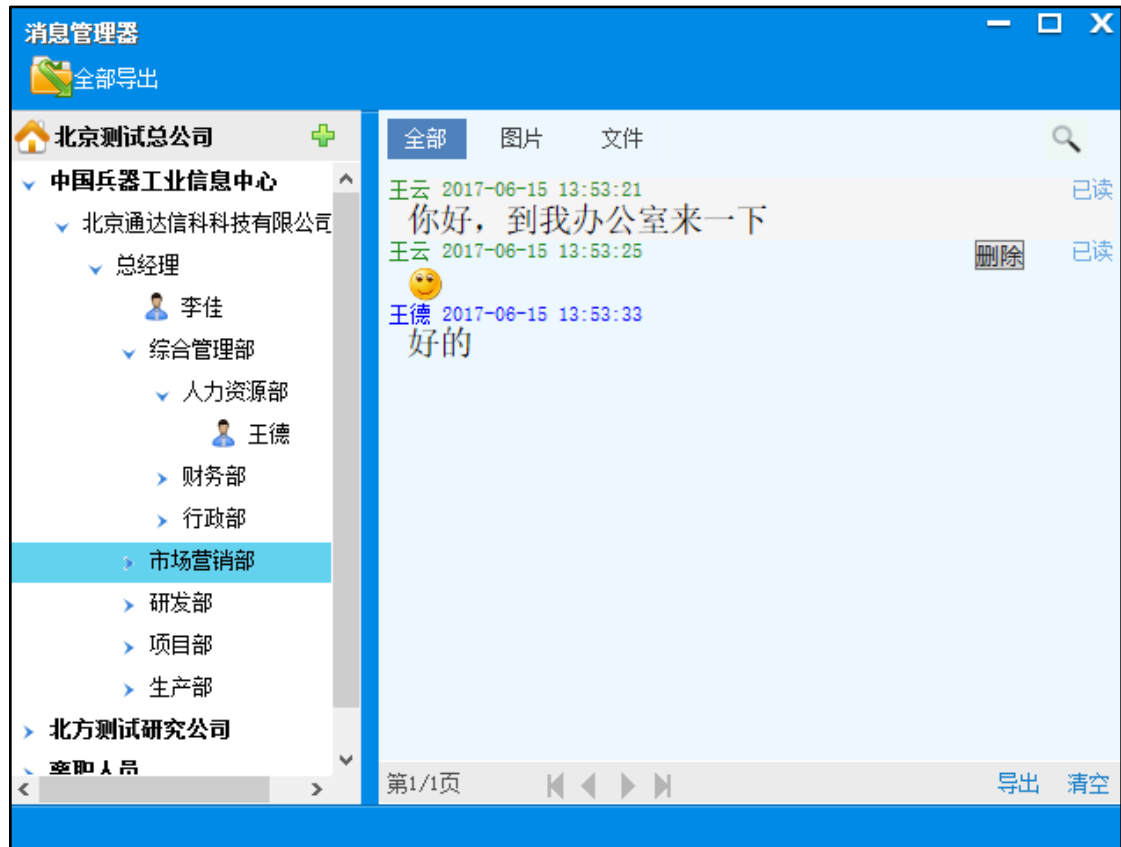 消息管理器
全部导出
北京测试总公司
中国兵器工业信息中心
北京通达信科科技有限公司
总经理
李佳
综合管理部
人力资源部
王德
财务部
行政部
市场营销部
研发部
项目部
生产部
北方测试研究公司
离职人员
全部 图片 文件
王云 2017-06-15 13:53:21 已读
你好，到我办公室来一下
王云 2017-06-15 13:53:25 删除 已读
王德 2017-06-15 13:53:33
好的
第1/1页 导出 清空